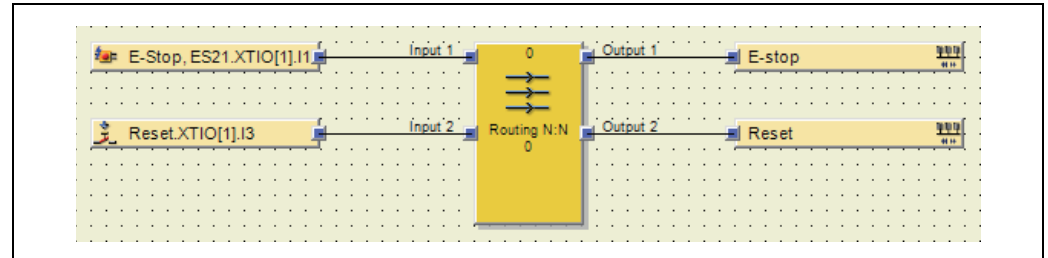 E-Stop, ES21.XTIO[1].I1
Input 1
0
Output 1
E-stop
Reset.XTIO[1].I3
Input 2
Routing N:N
0
Output 2
Reset